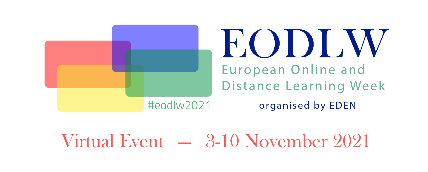 EODLW
European Online and
Distance Learning Week
#eodlw2021
organised by EDEN
Virtual Event — 3-10 November 2021